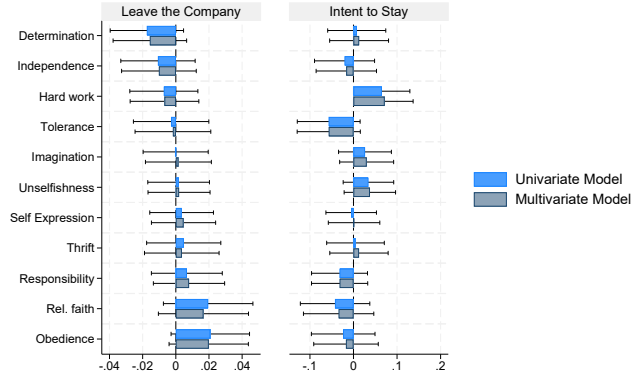 Leave the Company
Intent to Stay
Determination
Independence
Hard work
Tolerance
Imagination
Unselfishness
Self Expression
Thrift
Responsibility
Rel. faith
Obedience
Univariate Model
Multivariate Model
-.04 -.02 0 .02 .04
-.1 0 .1 .2